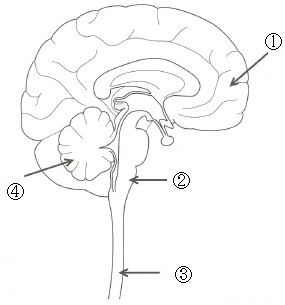 ①
②
④
③